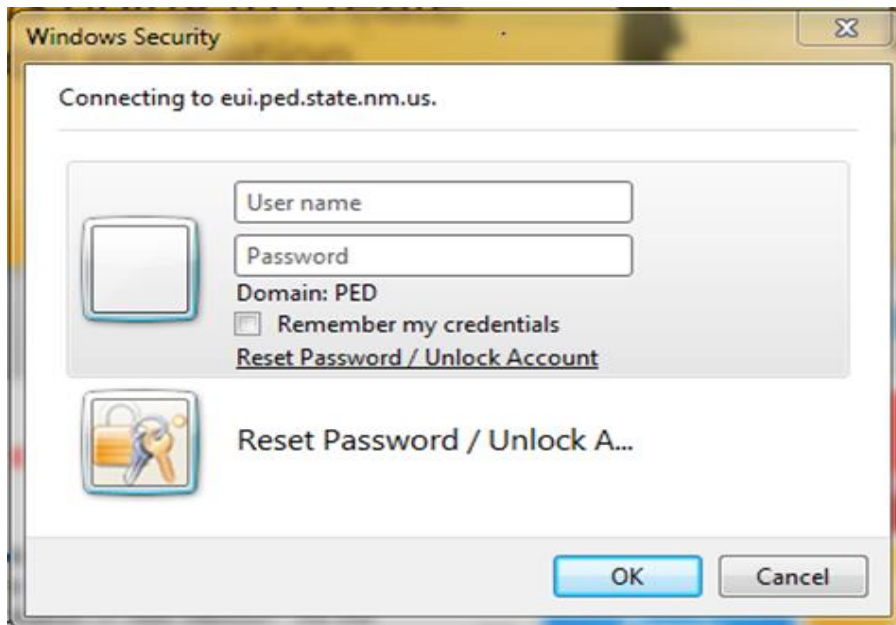 Windows Security
Connecting to eui.ped.state.nm.us.
User name
Password
Domain: PED
Remember my credentials
Reset Password / Unlock Account
Reset Password / Unlock A...
OK
Cancel